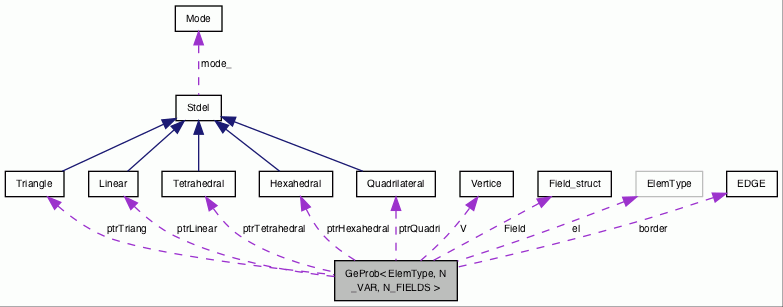 Mode
mode_
Stdel
Triangle
Linear
Tetrahedral
Hexahedral
Quadrilateral
Vertice
Field_struct
ElemType
EDGE
ptrTriang
ptrLinear
ptrTetrahedral
ptrHexahedral
ptrQuadri
V
Field
el
border
GeProb< ElemType, N
_VAR, N_FIELDS >